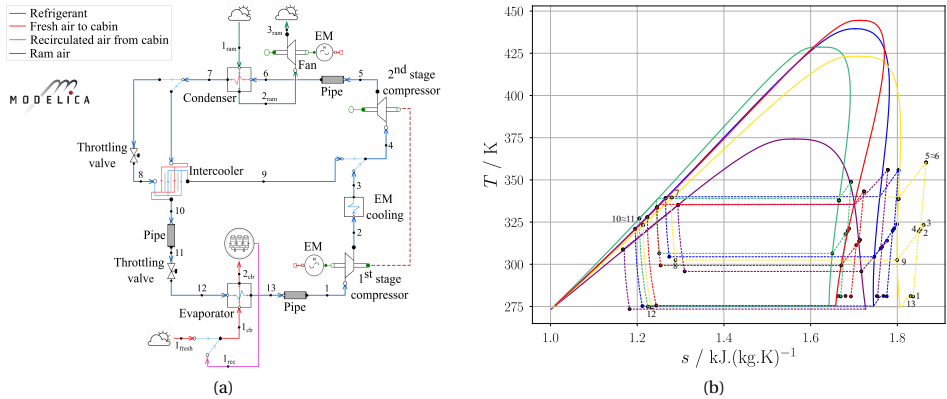 Refrigerant
Fresh air to cabin
Recirculated air from cabin
Ram air
MODELICA
3ram
EM
Fan
1ram
7
6
5
2nd stage
compressor
Condenser
Pipe
2ram
4
Throttling
valve
Intercooler
8
9
3
EM
cooling
10
Pipe
2
11
EM
Throttling
valve
1st stage
compressor
2cb
12
13
1
Evaporator
Pipe
1cb
1fresh
1rec
(a)
450
425
400
375
350
325
300
275
T / K
5≈6
7
10≈11
3
4
2
8
9
1
13
12
1.0
1.2
1.4
1.6
1.8
s / kJ.(kg.K)−1
(b)